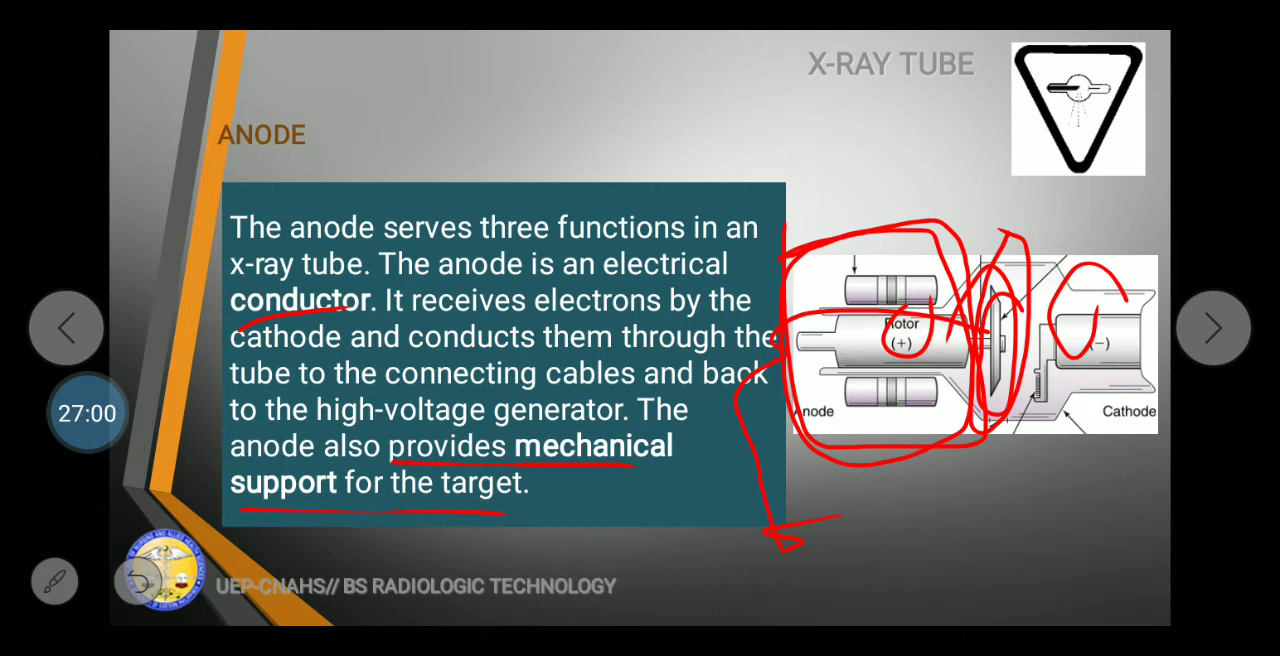 X-RAY TUBE
ANODE
The anode serves three functions in an
x-ray tube. The anode is an electrical
conductor. It receives electrons by the
cathode and conducts them through the
tube to the connecting cables and back
to the high-voltage generator. The
anode also provides mechanical
support for the target.
Rotor
(+)
(-)
Anode
Cathode
27:00
UEP-CNAHS// BS RADIOLOGIC TECHNOLOGY